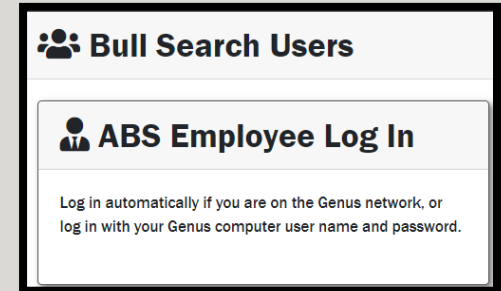 Bull Search Users
ABS Employee Log In
Log in automatically if you are on the Genus network, or
log in with your Genus computer user name and password.